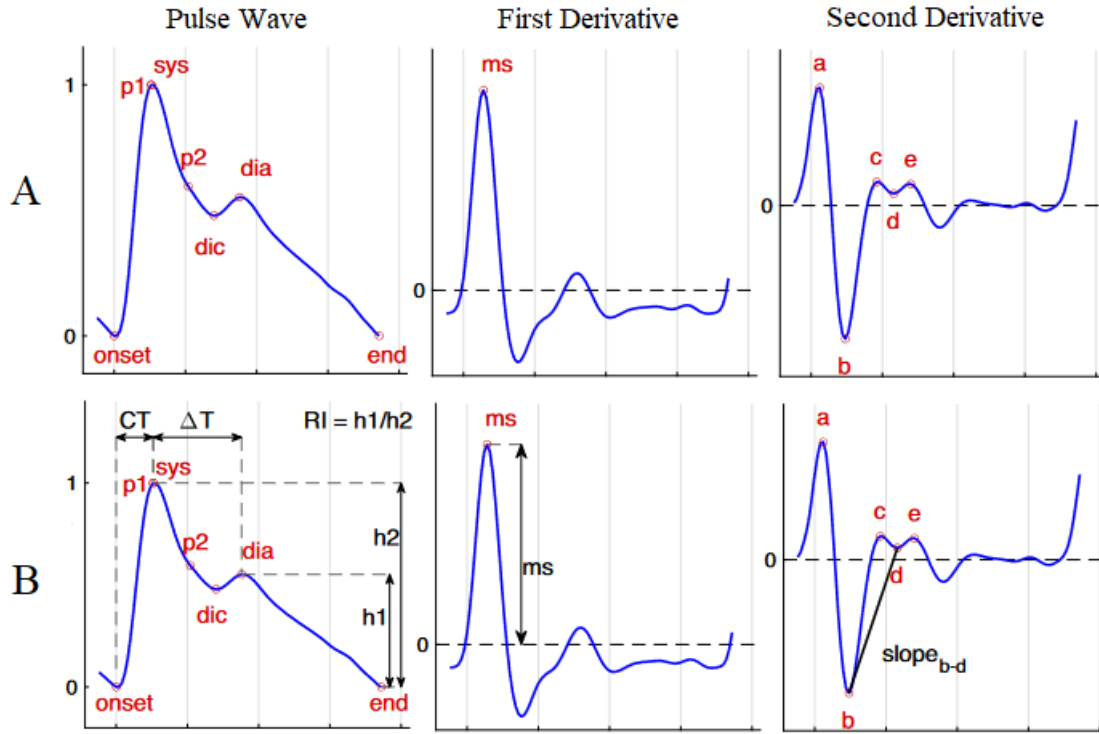 Pulse Wave
First Derivative
Second Derivative
A
1
0
sys
p1
p2
dia
dic
onset
end
0
ms
0
a
c
e
d
b
B
CT
ΔT
RI = h1/h2
1
0
sys
p1
p2
dia
dic
h2
h1
onset
end
0
ms
ms
0
a
c
e
d
slope b-d
b